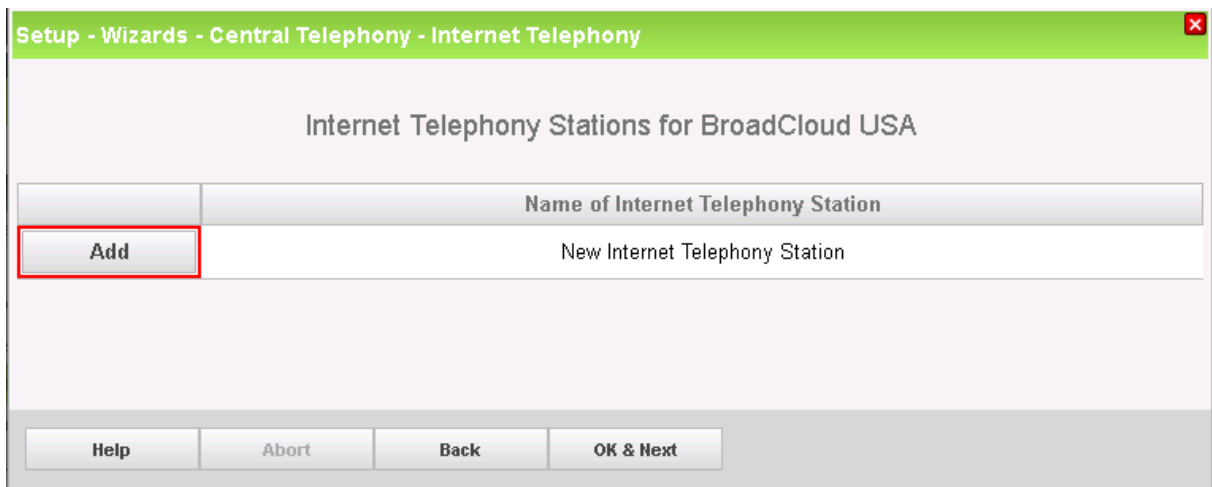 Setup - Wizards - Central Telephony - Internet Telephony
Internet Telephony Stations for BroadCloud USA
Name of Internet Telephony Station
Add New Internet Telephony Station
Help Abort Back OK & Next